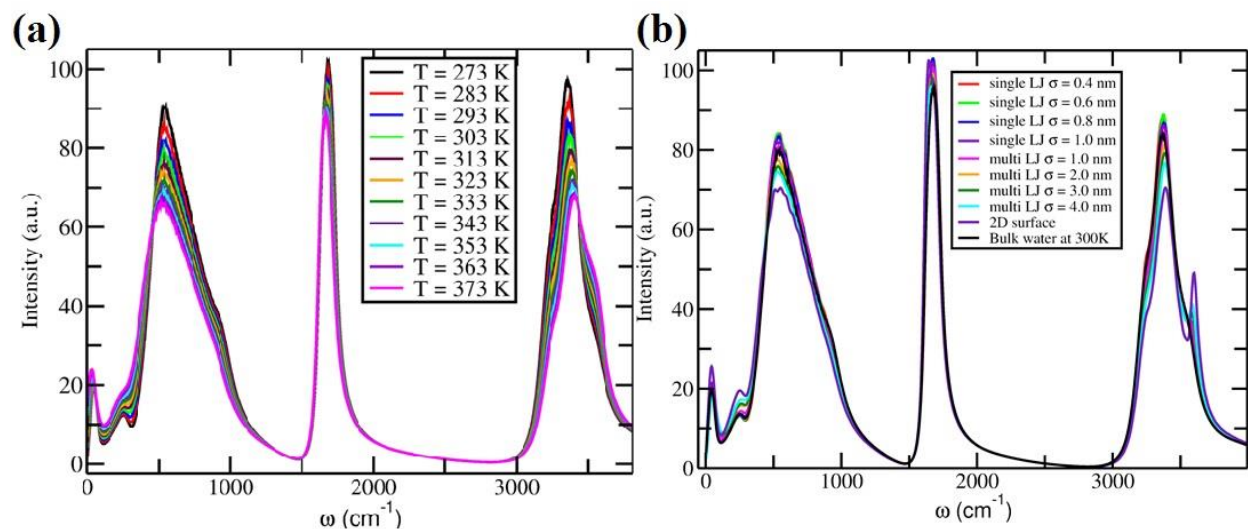 (a)
100
80
60
40
20
0
Intensity (a.u.)
T = 273 K
T = 283 K
T = 293 K
T = 303 K
T = 313 K
T = 323 K
T = 333 K
T = 343 K
T = 353 K
T = 363 K
T = 373 K
0 1000 2000 3000
ω (cm⁻¹)
(b)
100
80
60
40
20
0
Intensity (a.u.)
single LJ σ = 0.4 nm
single LJ σ = 0.6 nm
single LJ σ = 0.8 nm
single LJ σ = 1.0 nm
multi LJ σ = 1.0 nm
multi LJ σ = 2.0 nm
multi LJ σ = 3.0 nm
multi LJ σ = 4.0 nm
2D surface
Bulk water at 300K
0 1000 2000 3000
ω (cm⁻¹)